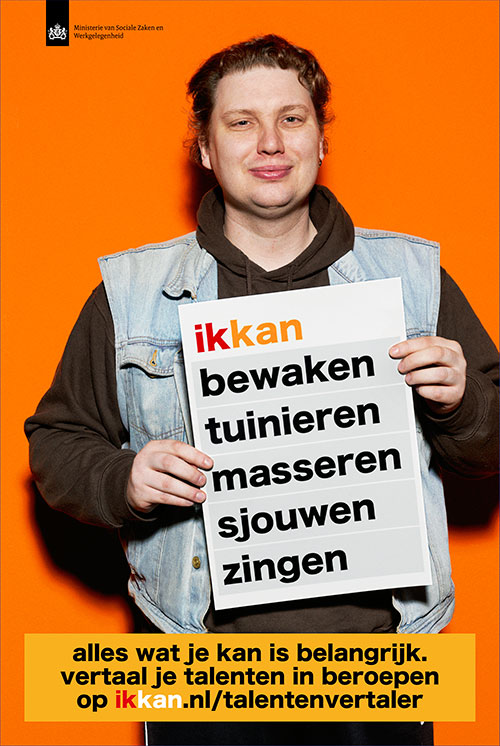 Ministerie van Sociale Zaken en
Werkgelegenheid
ikkan
bewaken
tuinieren
masseren
sjouwen
zingen
alles wat je kan is belangrijk.
vertaal je talenten in beroepen
op ikkan.nl/talentenvertaler